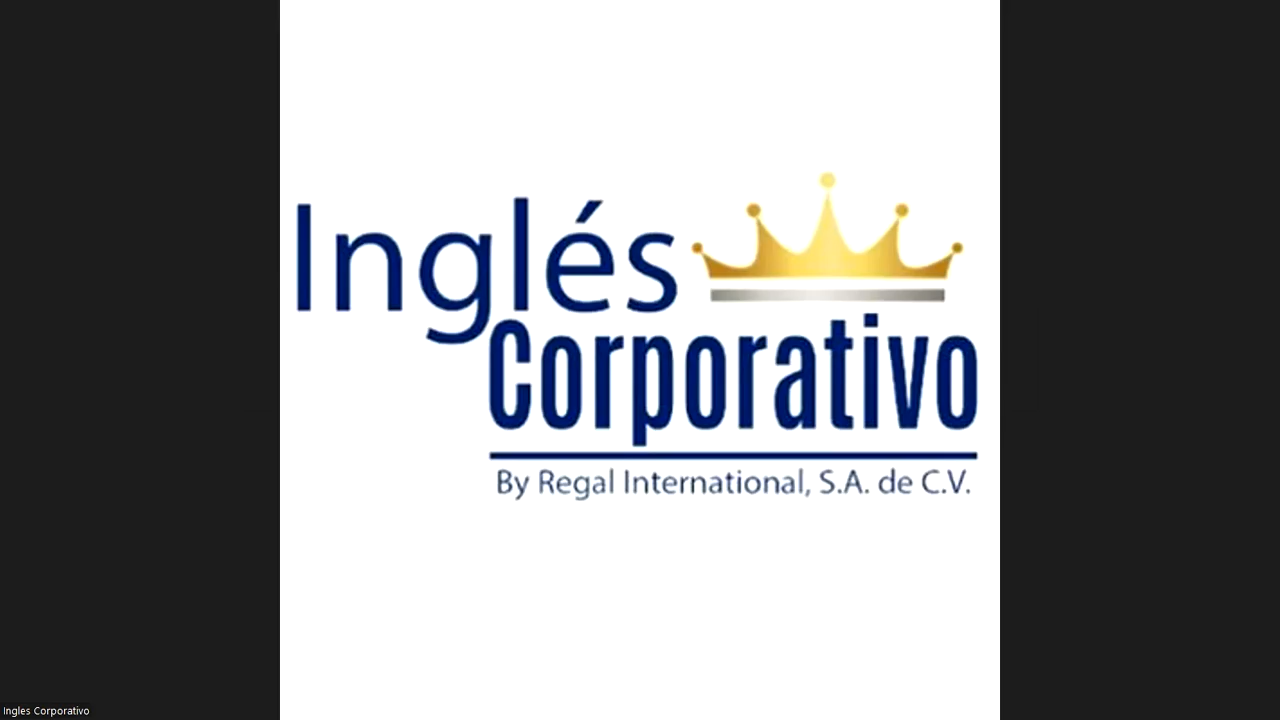 Inglés
Corporativo
By Regal International, S.A. de C.V.
Ingles Corporativo